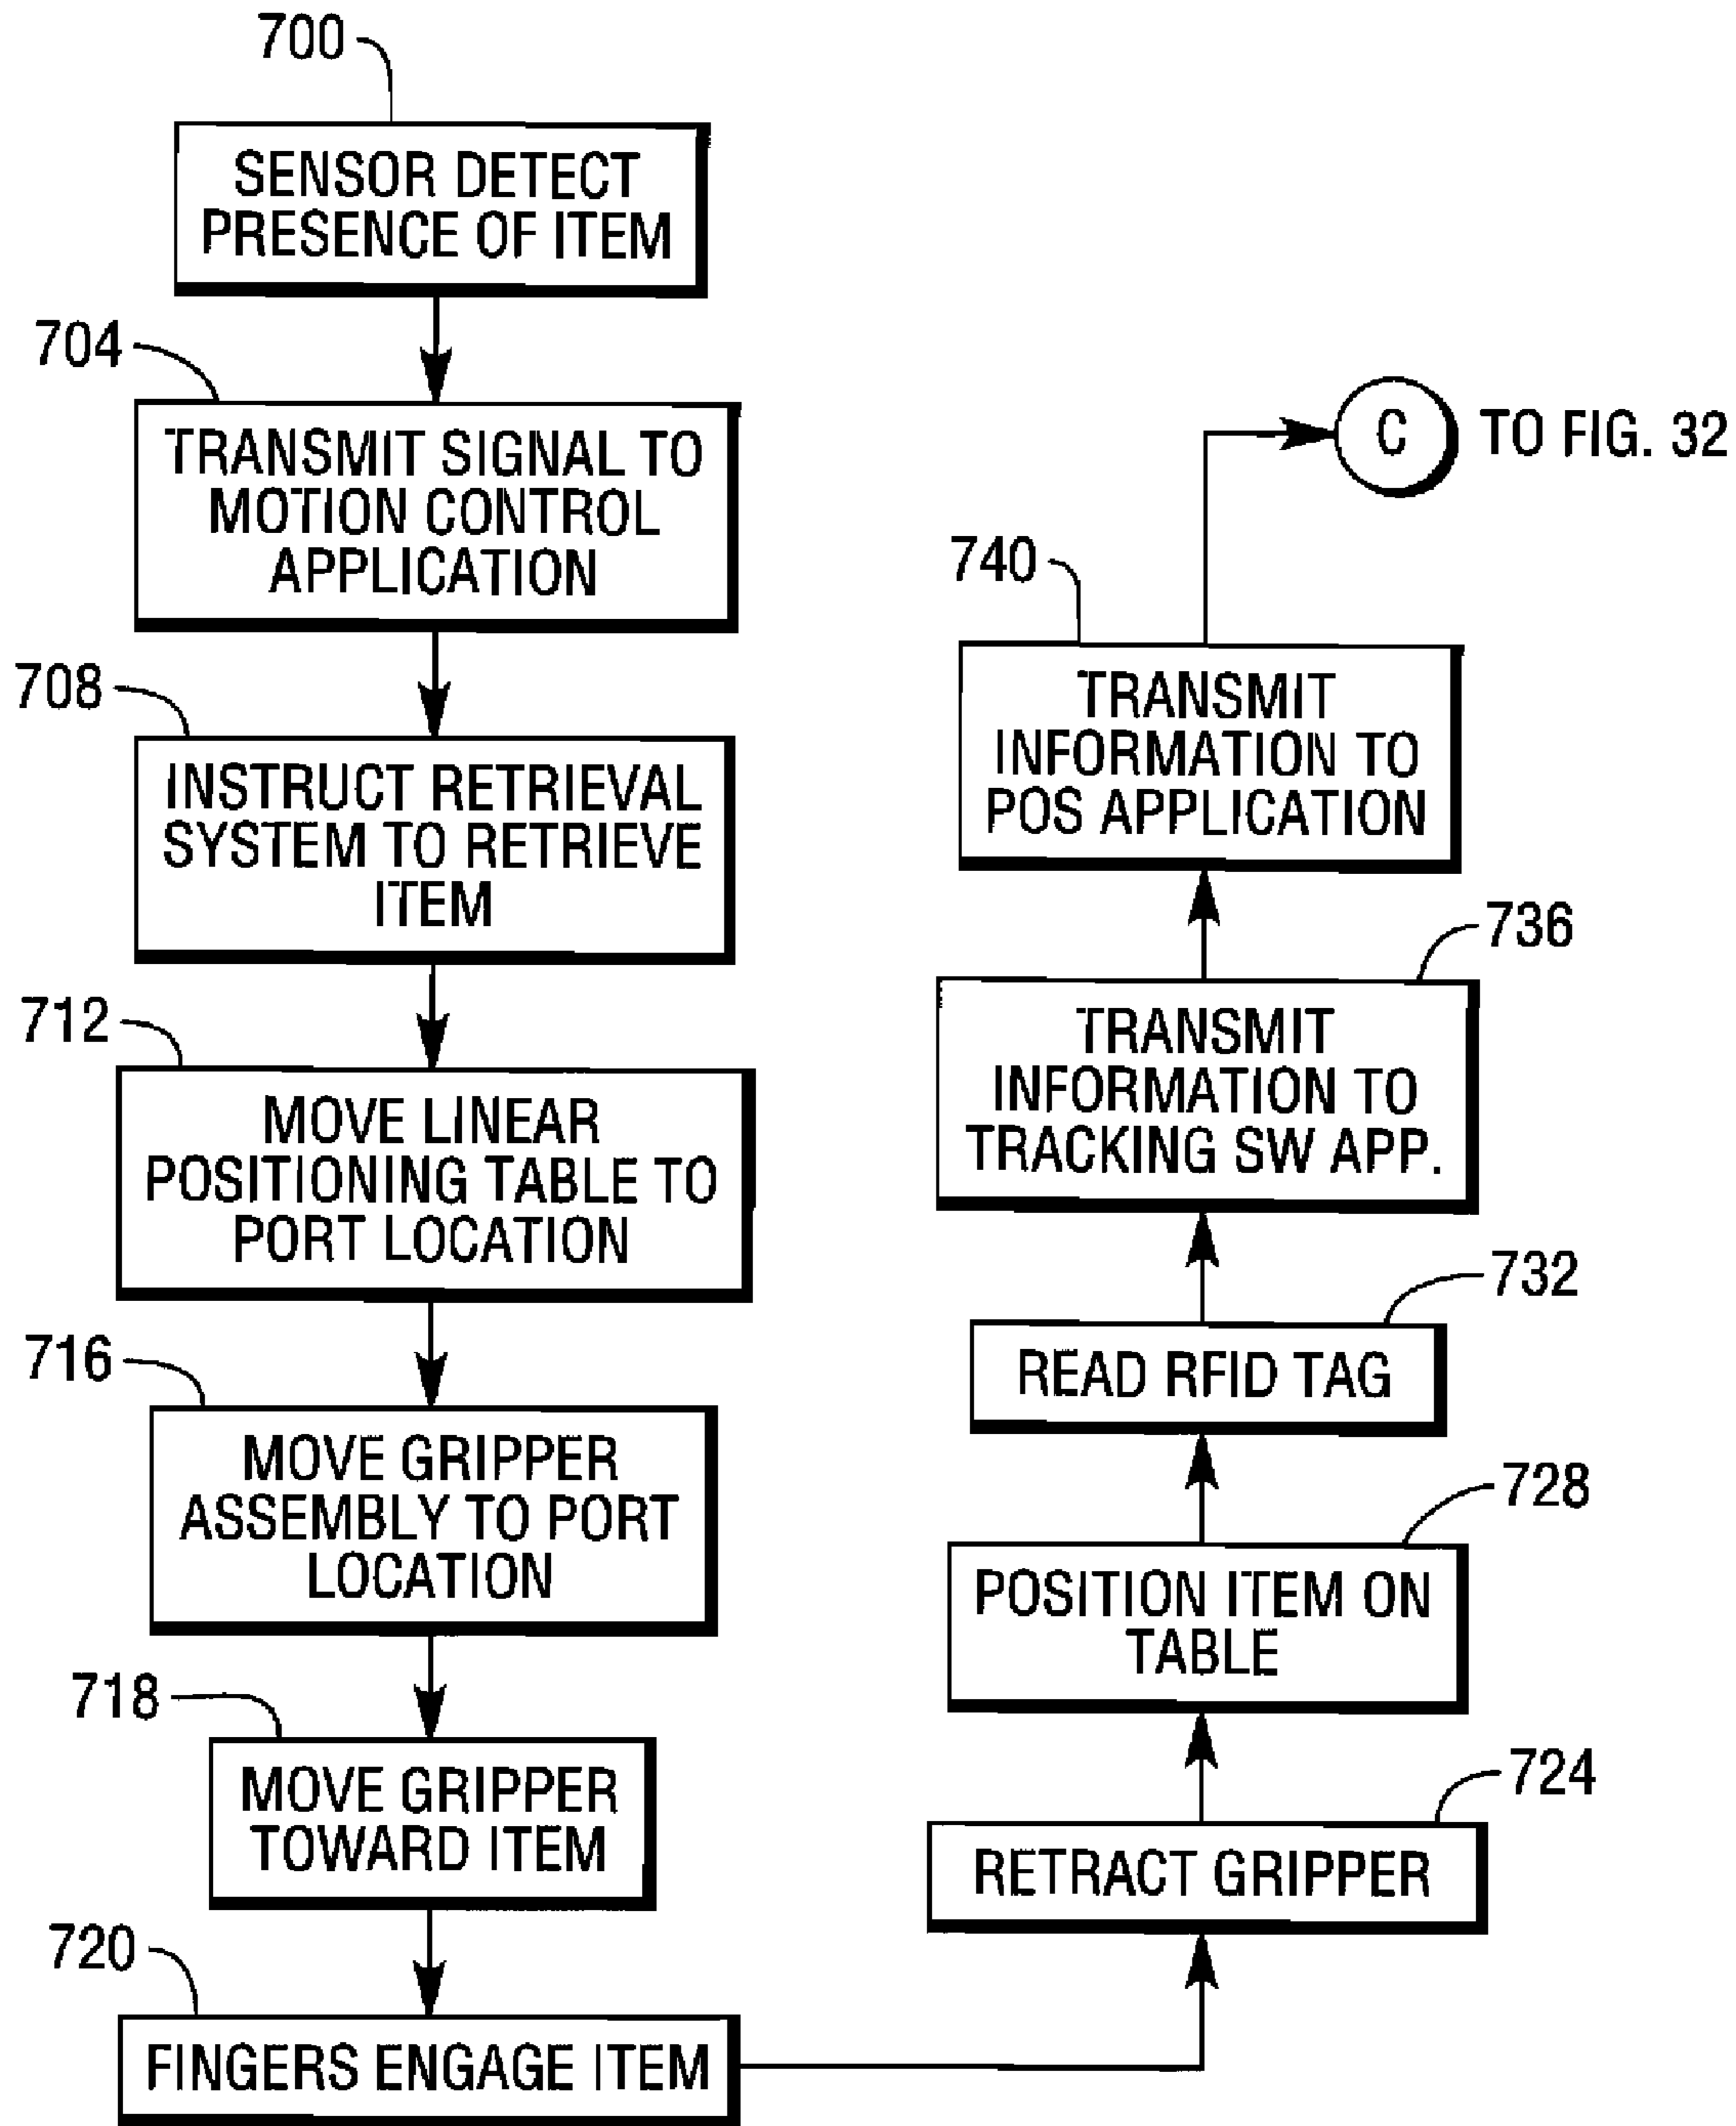 700
SENSOR DETECT
PRESENCE OF ITEM
704
TRANSMIT SIGNAL TO
MOTION CONTROL
APPLICATION
708
INSTRUCT RETRIEVAL
SYSTEM TO RETRIEVE
ITEM
712
MOVE LINEAR
POSITIONING TABLE TO
PORT LOCATION
716
MOVE GRIPPER
ASSEMBLY TO PORT
LOCATION
718
MOVE GRIPPER
TOWARD ITEM
720
FINGERS ENGAGE ITEM
724
RETRACT GRIPPER
728
POSITION ITEM ON
TABLE
732
READ RFID TAG
736
TRANSMIT
INFORMATION TO
TRACKING SW APP.
740
TRANSMIT
INFORMATION TO
POS APPLICATION
C TO FIG. 32